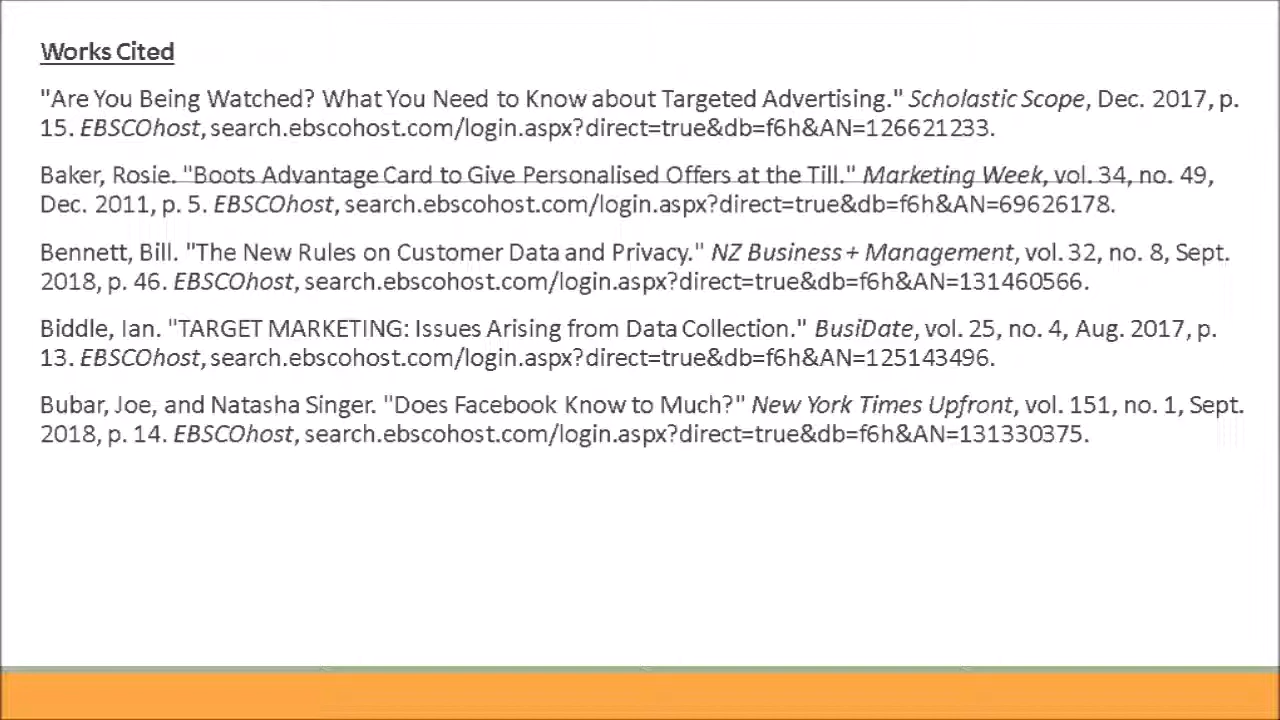 Works Cited
"Are You Being Watched? What You Need to Know about Targeted Advertising." Scholastic Scope, Dec. 2017, p.
15. EBSCOhost, search.ebscohost.com/login.aspx?direct=true&db=f6h&AN=126621233.
Baker, Rosie. "Boots Advantage Card to Give Personalised Offers at the Till." Marketing Week, vol. 34, no. 49,
Dec. 2011, p. 5. EBSCOhost, search.ebscohost.com/login.aspx?direct=true&db=f6h&AN=69626178.
Bennett, Bill. "The New Rules on Customer Data and Privacy." NZ Business + Management, vol. 32, no. 8, Sept.
2018, p. 46. EBSCOhost, search.ebscohost.com/login.aspx?direct=true&db=f6h&AN=131460566.
Biddle, Ian. "TARGET MARKETING: Issues Arising from Data Collection." BusiDate, vol. 25, no. 4, Aug. 2017, p.
13. EBSCOhost, search.ebscohost.com/login.aspx?direct=true&db=f6h&AN=125143496.
Bubar, Joe, and Natasha Singer. "Does Facebook Know to Much?" New York Times Upfront, vol. 151, no. 1, Sept.
2018, p. 14. EBSCOhost, search.ebscohost.com/login.aspx?direct=true&db=f6h&AN=131330375.